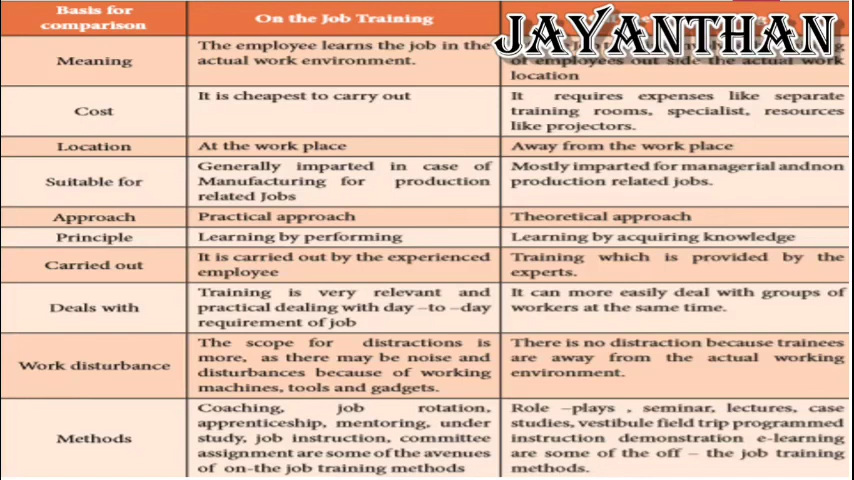 Basis for
comparison
On the Job Training
JAYANTHAN
Meaning
The employee learns the job in the
actual work environment.
of employees out side the actual work
location
Cost
It is cheapest to carry out
It requires expenses like separate
training rooms, specialist, resources
like projectors.
Location
At the work place
Away from the work place
Suitable for
Generally imparted in case of
Manufacturing for production
related Jobs
Mostly imparted for managerial andnon
production related jobs.
Approach
Practical approach
Theoretical approach
Principle
Learning by performing
Learning by acquiring knowledge
Carried out
It is carried out by the experienced
employee
Training which is provided by the
experts.
Deals with
Training is very relevant and
practical dealing with day –to –day
requirement of job
It can more easily deal with groups of
workers at the same time.
Work disturbance
The scope for distractions is
more, as there may be noise and
disturbances because of working
machines, tools and gadgets.
There is no distraction because trainees
are away from the actual working
environment.
Methods
Coaching, job rotation,
apprenticeship, mentoring, under
study, job instruction, committee
assignment are some of the avenues
of on-the job training methods
Role –plays , seminar, lectures, case
studies, vestibule field trip programmed
instruction demonstration e-learning
are some of the off – the job training
methods.